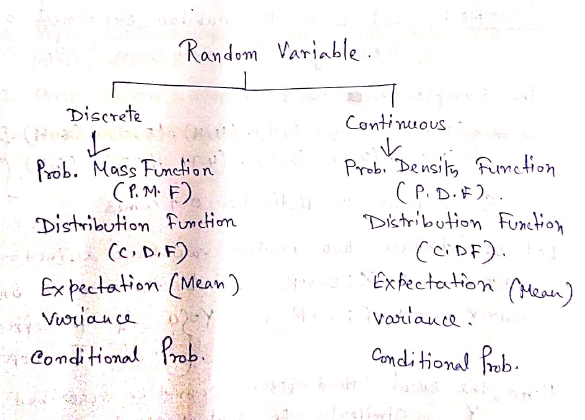 Random Variable.
Discrete
Continuous
Prob. Mass Function
(P.M.F)
Distribution Function
(C.D.F)
Expectation (Mean)
Variance
Conditional Prob.
Prob. Density Function
(P.D.F).
Distribution Function
(C.DF).
Expectation (Mean)
Variance.
Conditional Prob.